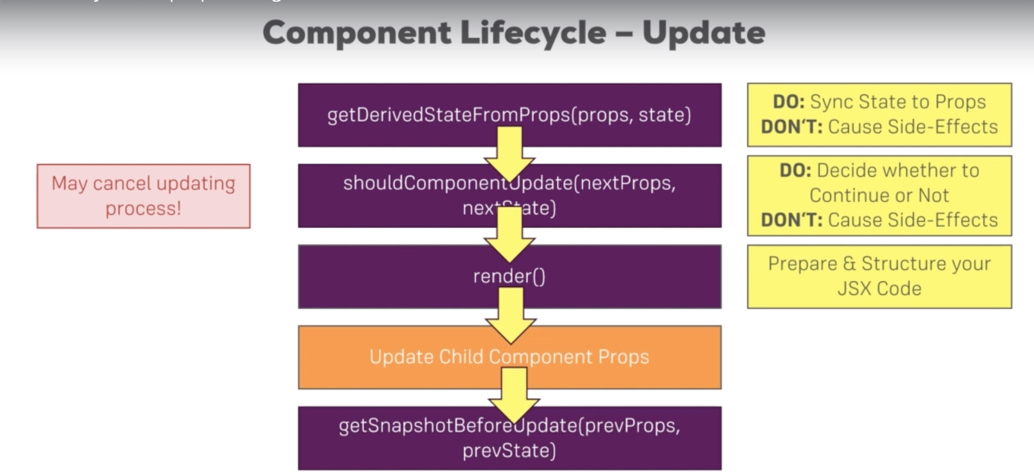 Component Lifecycle – Update
getDerivedStateFromProps(props, state)
DO: Sync State to Props
DON'T: Cause Side-Effects
May cancel updating
process!
shouldComponentUpdate(nextProps,
nextState)
DO: Decide whether to
Continue or Not
DON'T: Cause Side-Effects
render()
Prepare & Structure your
JSX Code
Update Child Component Props
getSnapshotBeforeUpdate(prevProps,
prevState)